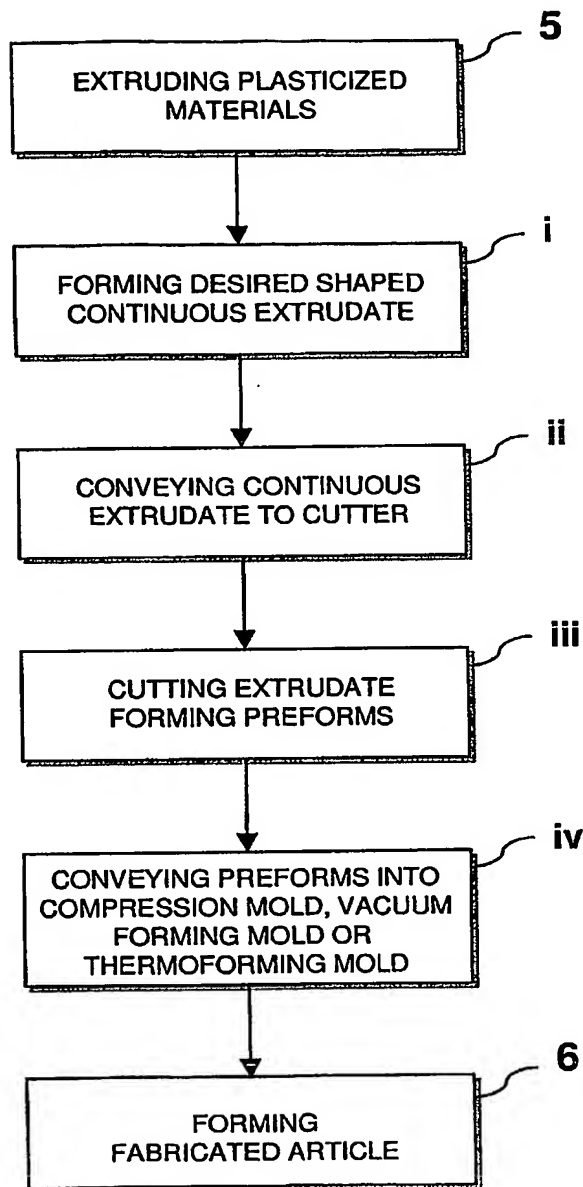 5
EXTRUDING PLASTICIZED
MATERIALS
i
FORMING DESIRED SHAPED
CONTINUOUS EXTRUDATE
ii
CONVEYING CONTINUOUS
EXTRUDATE TO CUTTER
iii
CUTTING EXTRUDATE
FORMING PREFORMS
iv
CONVEYING PREFORMS INTO
COMPRESSION MOLD, VACUUM
FORMING MOLD OR
THERMOFORMING MOLD
6
FORMING
FABRICATED ARTICLE